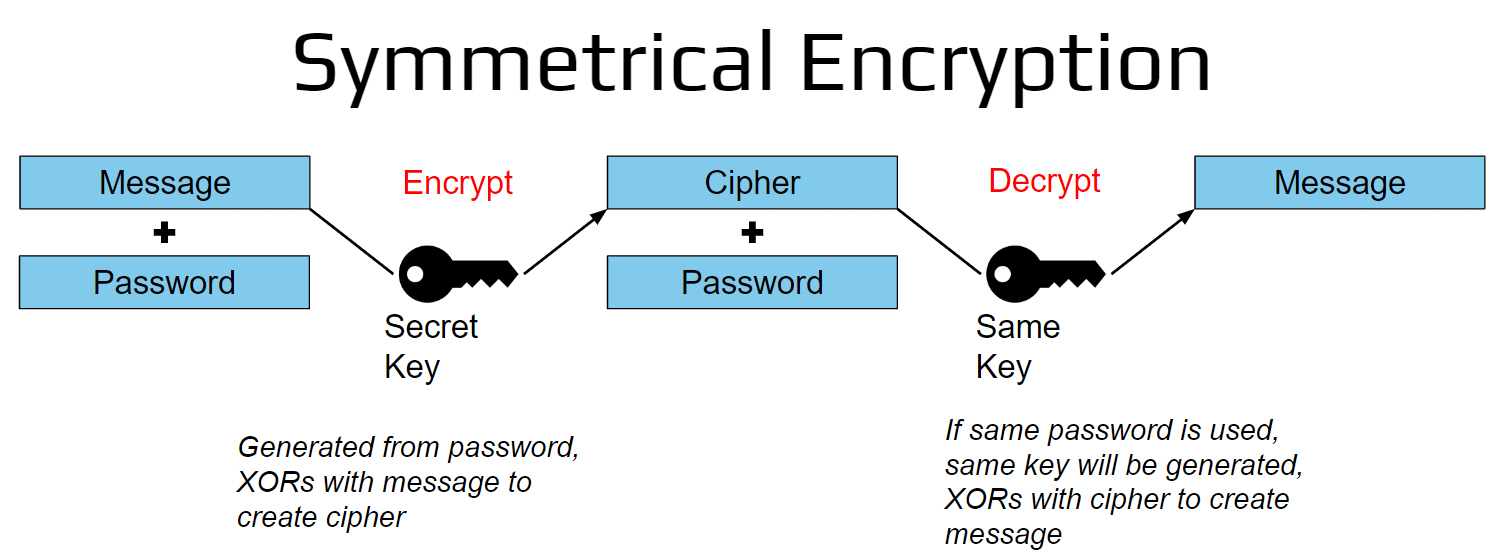 Symmetrical Encryption
Message
Encrypt
Cipher
Decrypt
Message
Password
Password
Secret
Key
Same
Key
Generated from password,
XORs with message to
create cipher
If same password is used,
same key will be generated,
XORs with cipher to create
message